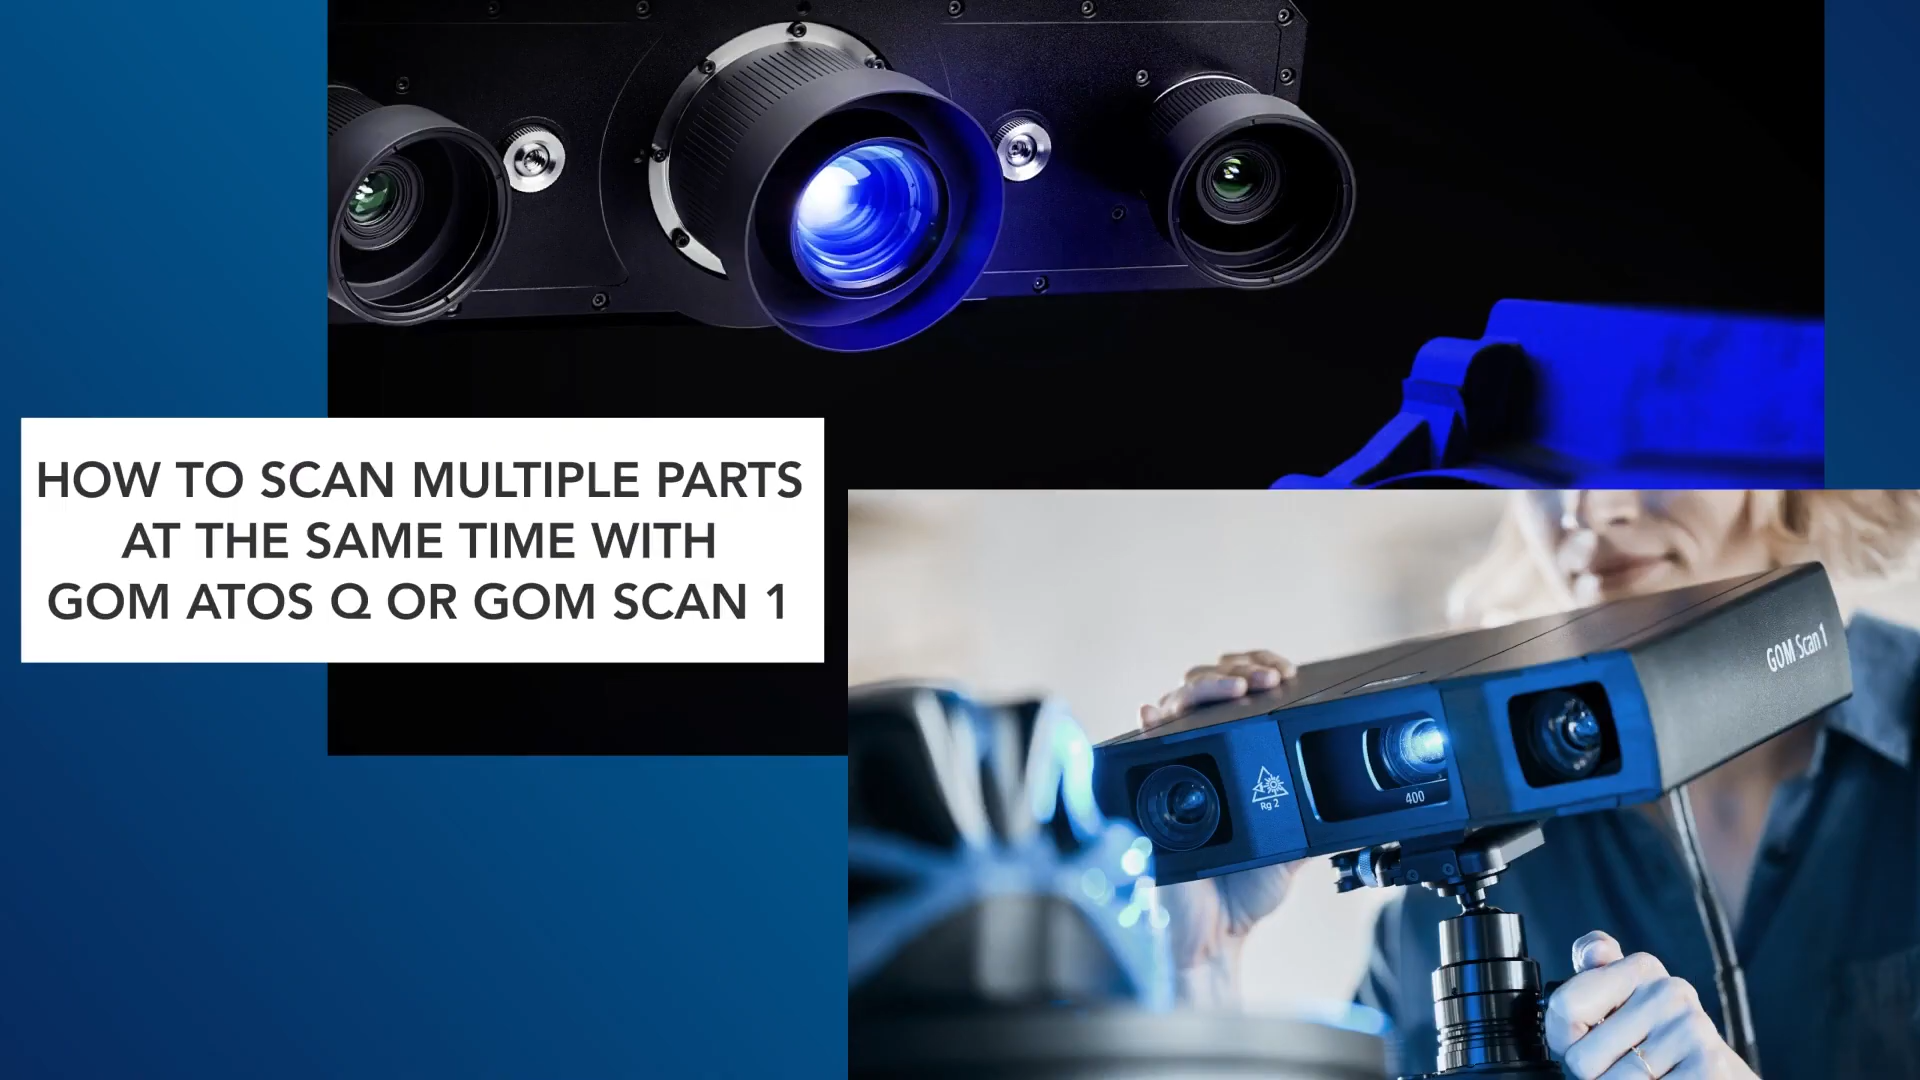 HOW TO SCAN MULTIPLE PARTS
AT THE SAME TIME WITH
GOM ATOS Q OR GOM SCAN 1
GOM Scan 1
Rg 2
400